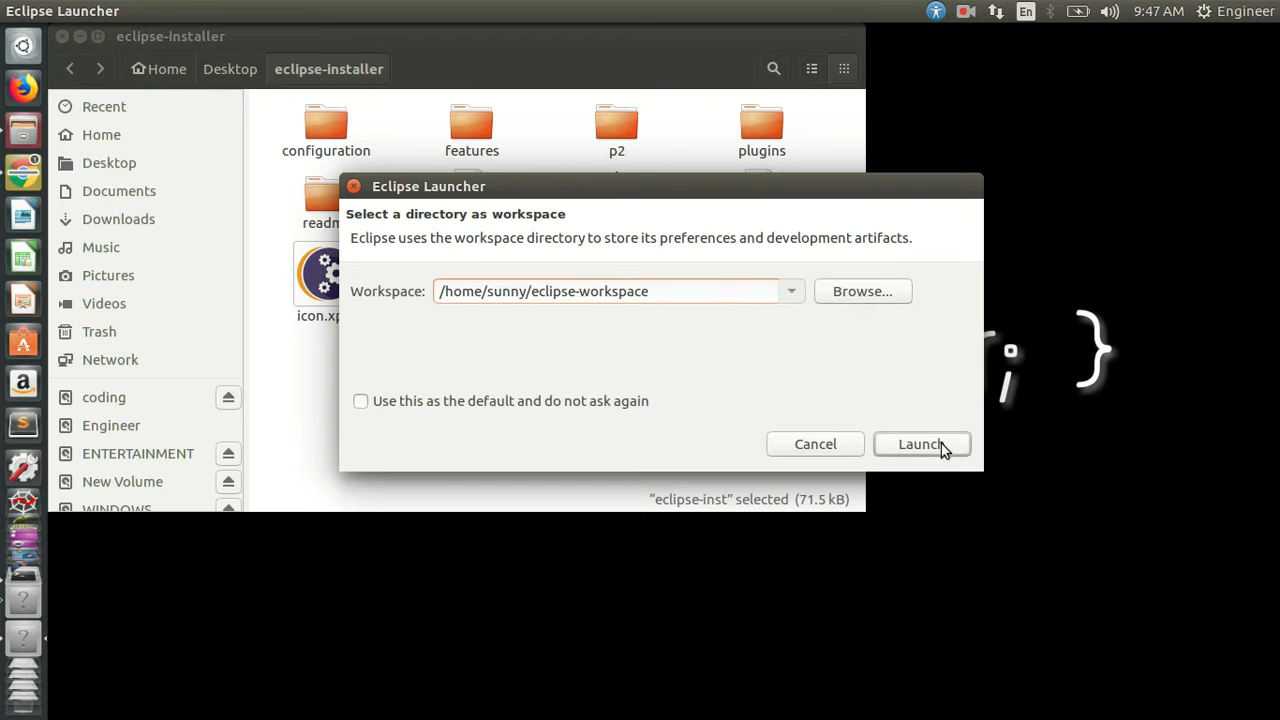 Eclipse Launcher
En
9:47 AM
Engineer
eclipse-installer
Home
Desktop
eclipse-installer
Recent
Home
Desktop
Documents
Downloads
Music
Pictures
Videos
Trash
Network
coding
Engineer
ENTERTAINMENT
New Volume
WINDOWS
configuration
features
p2
plugins
Eclipse Launcher
Select a directory as workspace
Eclipse uses the workspace directory to store its preferences and development artifacts.
Workspace:
/home/sunny/eclipse-workspace
Browse...
Use this as the default and do not ask again
Cancel
Launch
“eclipse-inst” selected (71.5 kB)
; }